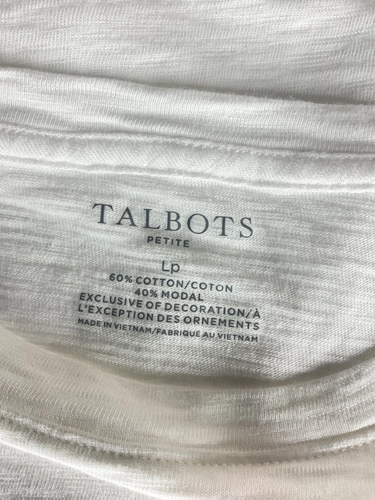 TALBOTS
PETITE
Lp
60% COTTON/COTON
40% MODAL
EXCLUSIVE OF DECORATION/À
L'EXCEPTION DES ORNEMENTS
MADE IN VIETNAM/FABRIQUÉ AU VIETNAM